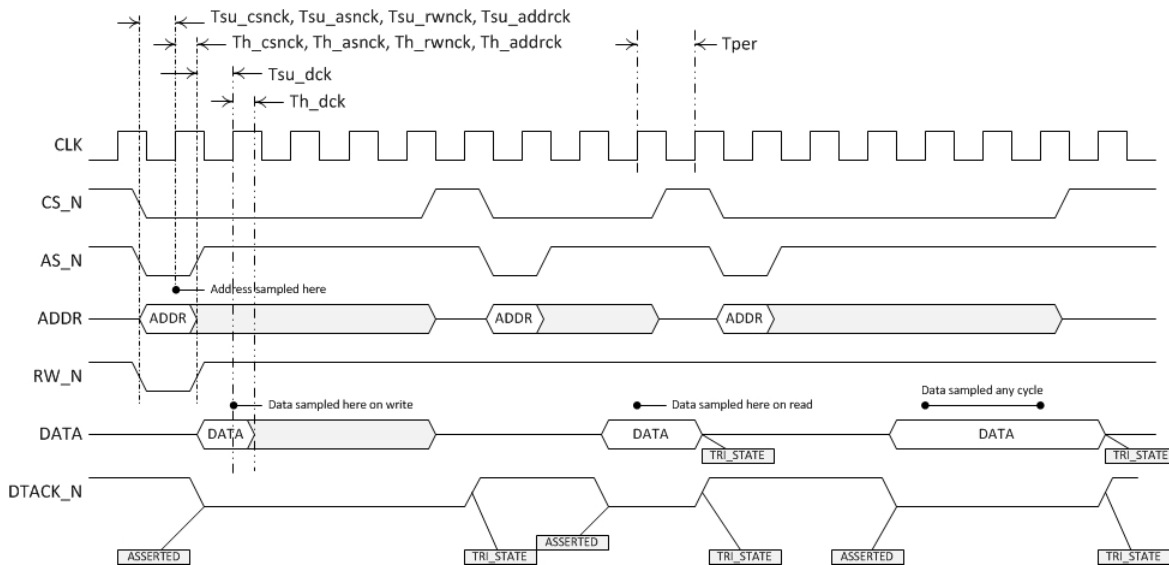 Tsu_csnck, Tsu_asnck, Tsu_rwnck, Tsu_addrck
Th_csnck, Th_asnck, Th_rwnck, Th_addrck
Tper
Tsu_dck
Th_dck
CLK
CS_N
AS_N
Address sampled here
ADDR
ADDR
ADDR
ADDR
RW_N
Data sampled here on write
Data sampled here on read
Data sampled any cycle
DATA
DATA
DATA
DATA
TRI_STATE
TRI_STATE
DTACK_N
ASSERTED
TRI_STATE
ASSERTED
TRI_STATE
ASSERTED
TRI_STATE